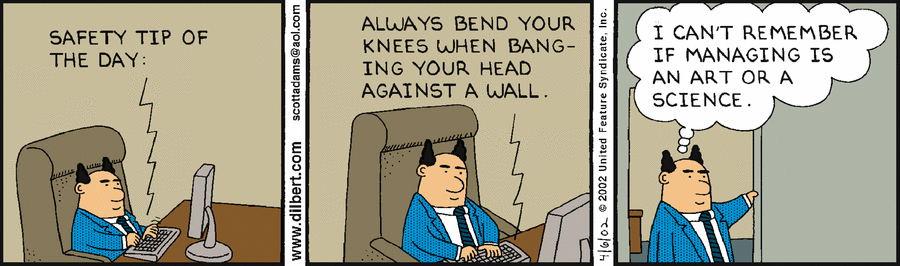 SAFETY TIP OF
THE DAY:
www.dilbert.com
scottadams@aol.com
ALWAYS BEND YOUR
KNEES WHEN BANG-
ING YOUR HEAD
AGAINST A WALL.
4/6/02 © 2002 United Feature Syndicate, Inc.
I CAN'T REMEMBER
IF MANAGING IS
AN ART OR A
SCIENCE.